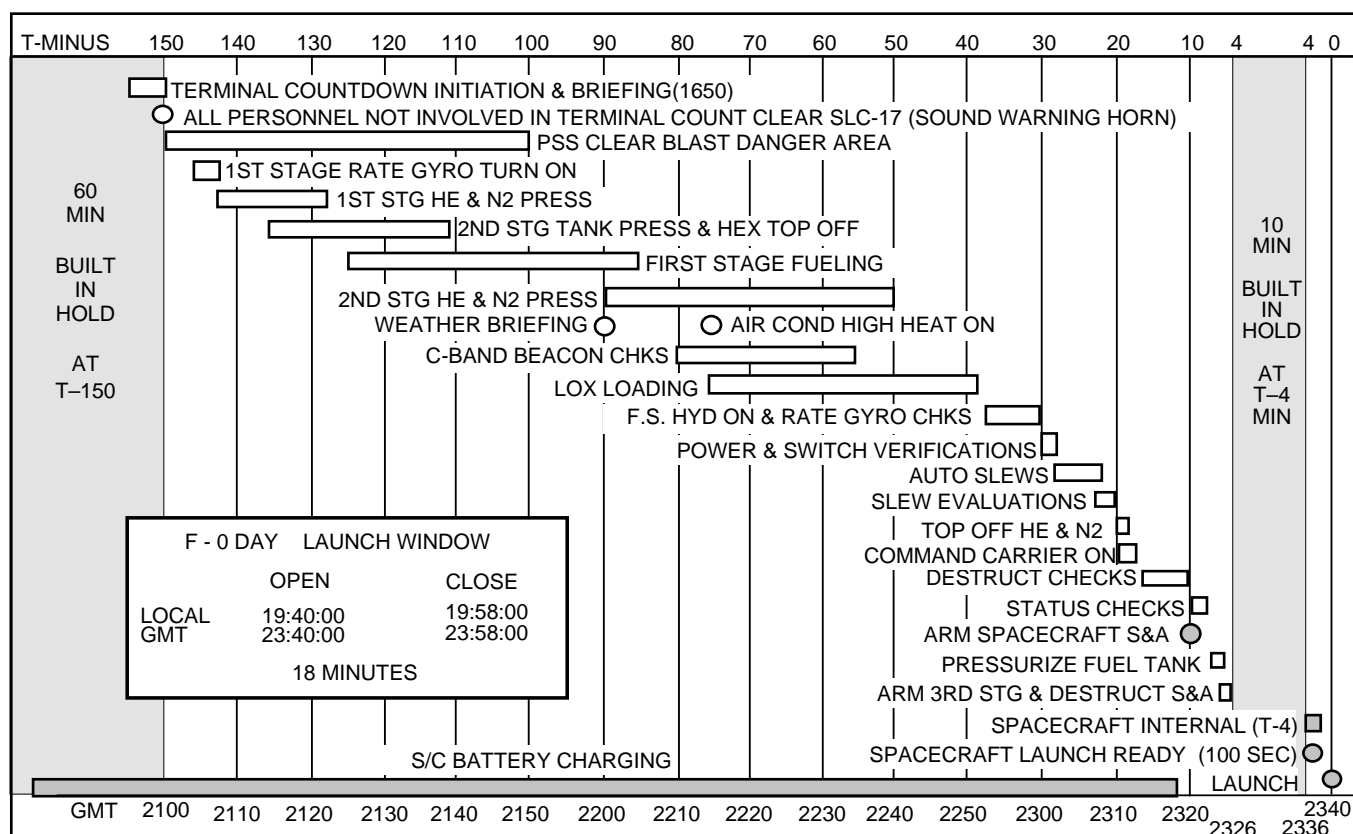 T-MINUS 150 140 130 120 110 100 90 80 70 60 50 40 30 20 10 4 4 0
TERMINAL COUNTDOWN INITIATION & BRIEFING(1650)
ALL PERSONNEL NOT INVOLVED IN TERMINAL COUNT CLEAR SLC-17 (SOUND WARNING HORN)
PSS CLEAR BLAST DANGER AREA
1ST STAGE RATE GYRO TURN ON
1ST STG HE & N2 PRESS
2ND STG TANK PRESS & HEX TOP OFF
FIRST STAGE FUELING
2ND STG HE & N2 PRESS
WEATHER BRIEFING
AIR COND HIGH HEAT ON
C-BAND BEACON CHKS
LOX LOADING
F.S. HYD ON & RATE GYRO CHKS
POWER & SWITCH VERIFICATIONS
AUTO SLEWS
SLEW EVALUATIONS
TOP OFF HE & N2
COMMAND CARRIER ON
DESTRUCT CHECKS
STATUS CHECKS
ARM SPACECRAFT S&A
PRESSURIZE FUEL TANK
ARM 3RD STG & DESTRUCT S&A
SPACECRAFT INTERNAL (T-4)
SPACECRAFT LAUNCH READY (100 SEC)
LAUNCH
S/C BATTERY CHARGING
60
MIN
BUILT
IN
HOLD
AT
T–150
10
MIN
BUILT
IN
HOLD
AT
T–4
MIN
F - 0 DAY LAUNCH WINDOW
OPEN CLOSE
LOCAL 19:40:00 19:58:00
GMT 23:40:00 23:58:00
18 MINUTES
GMT 2100 2110 2120 2130 2140 2150 2200 2210 2220 2230 2240 2250 2300 2310 2320 2326 2336 2340